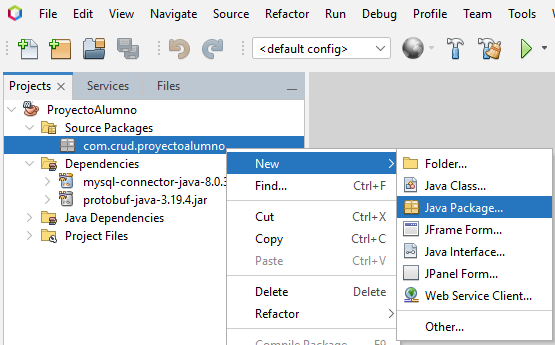 File Edit View Navigate Source Refactor Run Debug Profile Team Tools
<default config>
Projects Services Files
ProyectoAlumno
Source Packages
com.crud.proyectoalumno
Dependencies
mysql-connector-java-8.0.3
protobuf-java-3.19.4.jar
Java Dependencies
Project Files
New
Find... Ctrl+F
Cut Ctrl+X
Copy Ctrl+C
Paste Ctrl+V
Delete Delete
Refactor
Compile Package F9
Folder...
Java Class...
Java Package...
JFrame Form...
Java Interface...
JPanel Form...
Web Service Client...
Other...